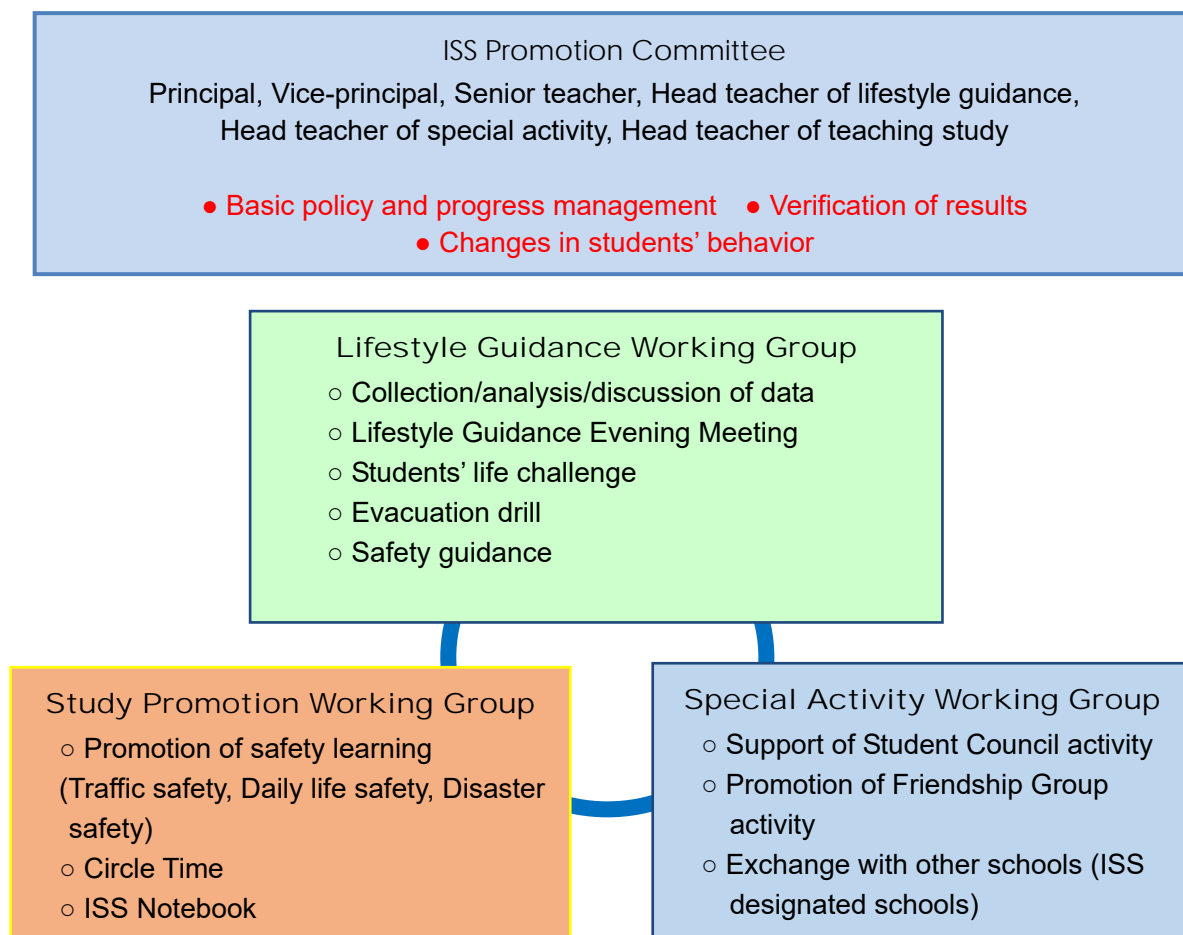 ISS Promotion Committee
Principal, Vice-principal, Senior teacher, Head teacher of lifestyle guidance,
Head teacher of special activity, Head teacher of teaching study
● Basic policy and progress management ● Verification of results
● Changes in students’ behavior
Lifestyle Guidance Working Group
○ Collection/analysis/discussion of data
○ Lifestyle Guidance Evening Meeting
○ Students’ life challenge
○ Evacuation drill
○ Safety guidance
Study Promotion Working Group
○ Promotion of safety learning
(Traffic safety, Daily life safety, Disaster
safety)
○ Circle Time
○ ISS Notebook
Special Activity Working Group
○ Support of Student Council activity
○ Promotion of Friendship Group
activity
○ Exchange with other schools (ISS
designated schools)